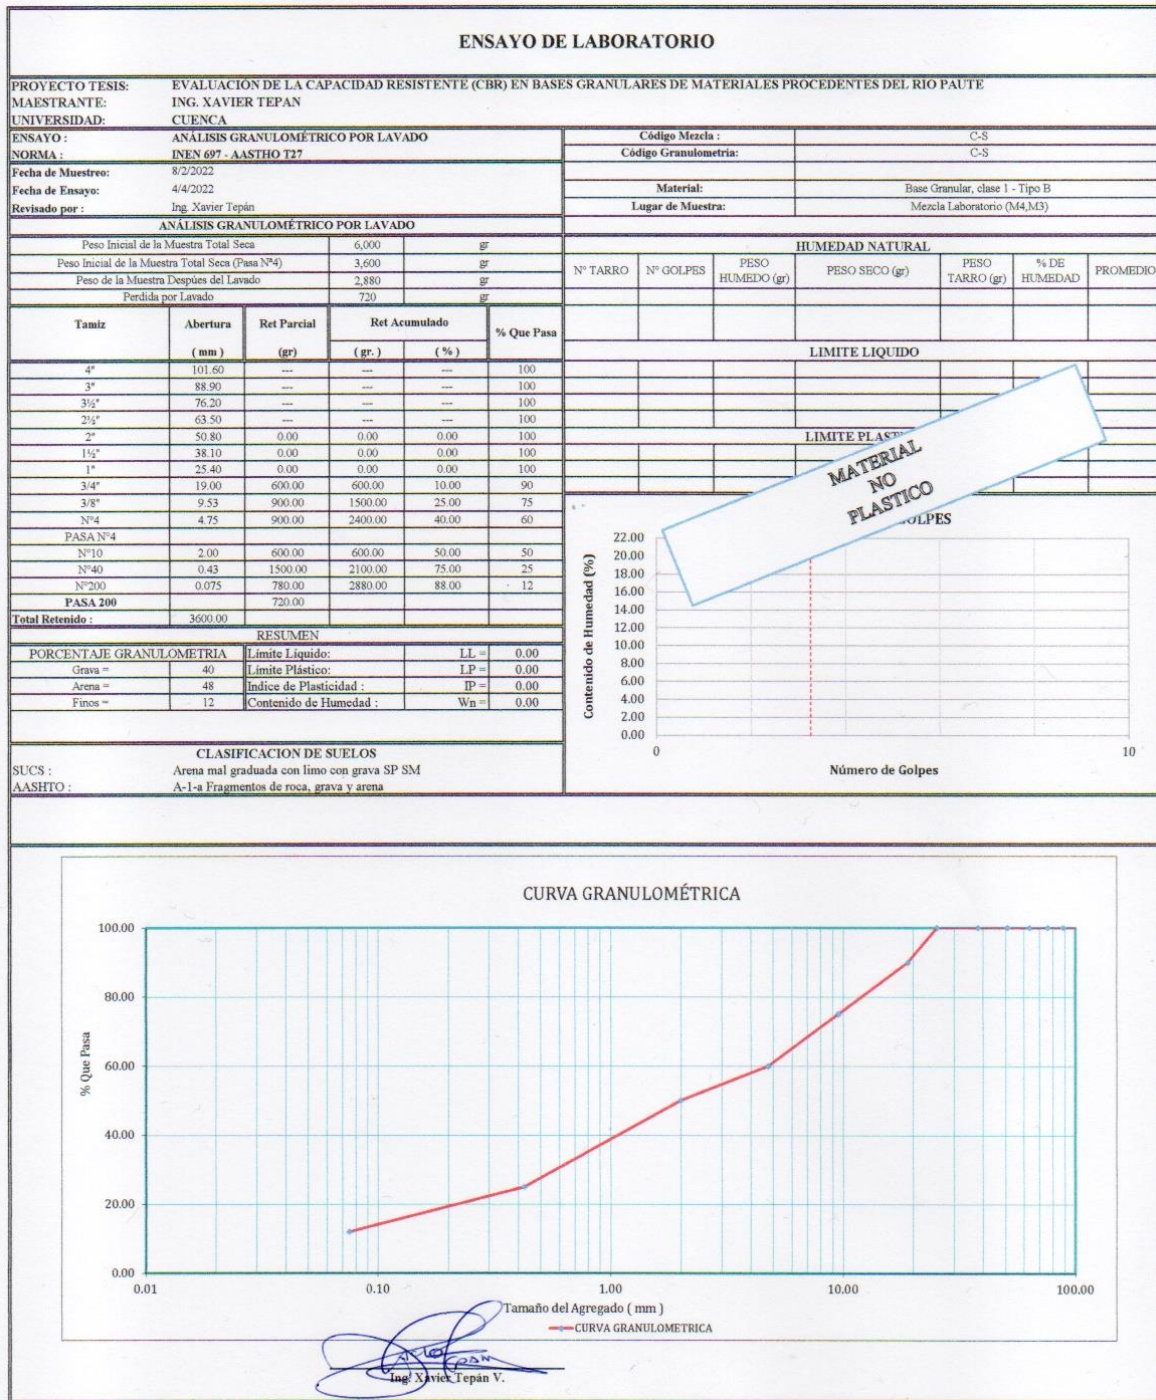 ENSAYO DE LABORATORIO
PROYECTO TESIS: EVALUACIÓN DE LA CAPACIDAD RESISTENTE (CBR) EN BASES GRANULARES DE MATERIALES PROCEDENTES DEL RIO PAUTE
MAESTRANTE: ING. XAVIER TEPAN
UNIVERSIDAD: CUENCA
ENSAYO : ANÁLISIS GRANULOMÉTRICO POR LAVADO
NORMA : INEN 697 - AASTHO T27
Fecha de Muestreo: 8/2/2022
Fecha de Ensayo: 4/4/2022
Revisado por : Ing. Xavier Tepán
Código Mezcla : C-S
Código Granulometria: C-S
Material: Base Granular, clase 1 - Tipo B
Lugar de Muestra: Mezcla Laboratorio (M4,M3)
ANÁLISIS GRANULOMÉTRICO POR LAVADO
Peso Inicial de la Muestra Total Seca 6,000 gr
Peso Inicial de la Muestra Total Seca (Pasa Nª4) 3,600 gr
Peso de la Muestra Despúes del Lavado 2,880 gr
Perdida por Lavado 720 gr
Tamiz Abertura Ret Parcial Ret Acumulado % Que Pasa
( mm ) (gr) (gr. ) ( % )
4" 101.60 --- --- --- 100
3" 88.90 --- --- --- 100
3½" 76.20 --- --- --- 100
2½" 63.50 --- --- --- 100
2" 50.80 0.00 0.00 0.00 100
1½" 38.10 0.00 0.00 0.00 100
1" 25.40 0.00 0.00 0.00 100
3/4" 19.00 600.00 600.00 10.00 90
3/8" 9.53 900.00 1500.00 25.00 75
Nº4 4.75 900.00 2400.00 40.00 60
PASA Nº4
Nº10 2.00 600.00 600.00 50.00 50
Nº40 0.43 1500.00 2100.00 75.00 25
Nº200 0.075 780.00 2880.00 88.00 12
PASA 200 720.00
Total Retenido : 3600.00
RESUMEN
PORCENTAJE GRANULOMETRIA Límite Líquido: LL = 0.00
Grava = 40 Límite Plástico: LP = 0.00
Arena = 48 Indice de Plasticidad : IP = 0.00
Finos = 12 Contenido de Humedad : Wn = 0.00
CLASIFICACION DE SUELOS
SUCS : Arena mal graduada con limo con grava SP SM
AASHTO : A-1-a Fragmentos de roca, grava y arena
HUMEDAD NATURAL
Nº TARRO Nº GOLPES PESO HUMEDO (gr) PESO SECO (gr) PESO TARRO (gr) % DE HUMEDAD PROMEDIO
LIMITE LIQUIDO
LIMITE PLAST
MATERIAL
NO
PLASTICO
GOLPES
22.00
20.00
18.00
16.00
14.00
12.00
10.00
8.00
6.00
4.00
2.00
0.00
Contenido de Humedad (%)
0 10
Número de Golpes
CURVA GRANULOMÉTRICA
100.00
80.00
60.00
40.00
20.00
0.00
% Que Pasa
0.01 0.10 1.00 10.00 100.00
Tamaño del Agregado ( mm )
CURVA GRANULOMETRICA
Ing. Xavier Tepán V.